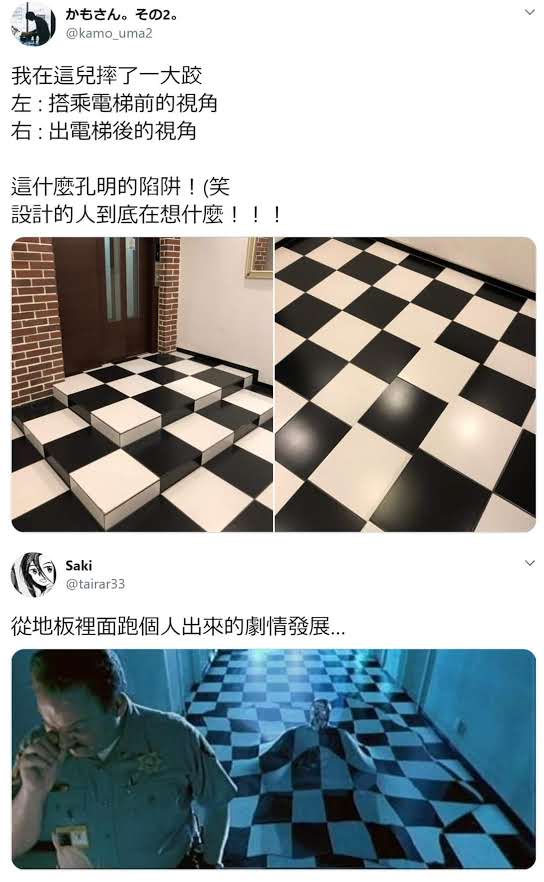 かもさん。その2。
@kamo_uma2
我在這兒摔了一大跤
左 : 搭乘電梯前的視角
右 : 出電梯後的視角
這什麼孔明的陷阱！(笑
設計的人到底在想什麼！！！
Saki
@tairar33
從地板裡面跑個人出來的劇情發展...